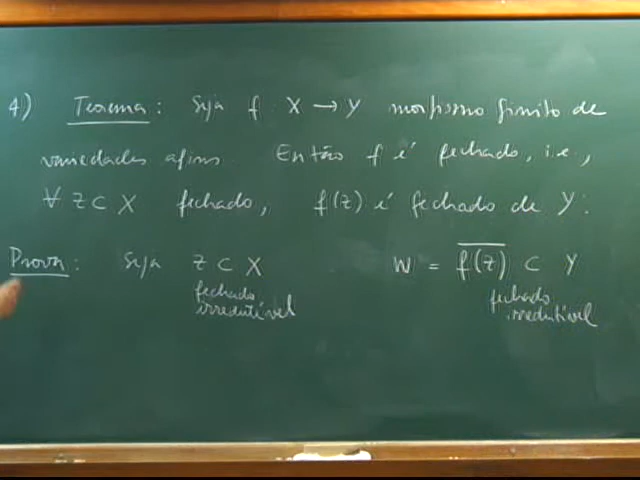 4) Teorema: Seja f X → Y morfismo finito de
variedades afins. Então f é fechado, i.e.,
∀ Z ⊂ X fechado, f(Z) é fechado de Y.
Prova: Seja Z ⊂ X W = \overline{f(Z)} ⊂ Y
fechado irredutível fechado irredutível